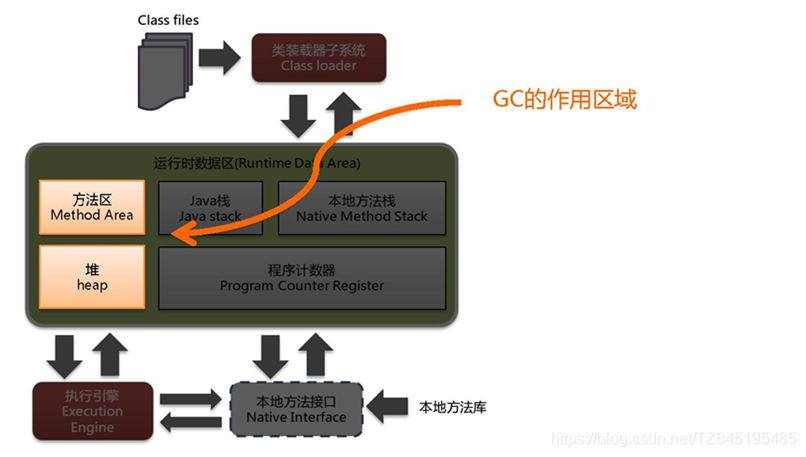 Class files
类装载器子系统
Class loader
GC的作用区域
运行时数据区(Runtime Data Area)
方法区
Method Area
Java栈
Java stack
本地方法栈
Native Method Stack
堆
heap
程序计数器
Program Counter Register
执行引擎
Execution
Engine
本地方法接口
Native Interface
本地方法库
https://blog.csdn.net/TZ845195485